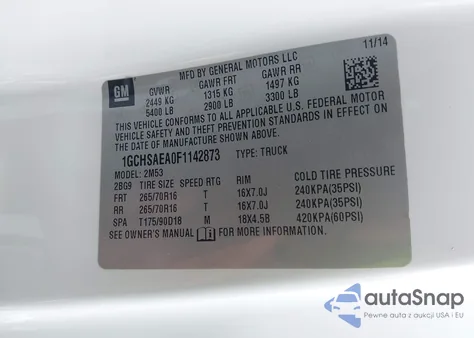 MFD BY GENERAL MOTORS LLC 11/14
GM GVWR GAWR FRT GAWR RR
2449 KG 1315 KG 1497 KG
5400 LB 2900 LB 3300 LB
THIS VEHICLE CONFORMS TO ALL APPLICABLE U.S. FEDERAL MOTOR
VEHICLE SAFETY AND THEFT PREVENTION STANDARDS IN EFFECT ON
THE DATE OF MANUFACTURE SHOWN ABOVE.
1GCHSAEA0F1142873 TYPE: TRUCK
MODEL: 2M53
2BG9 TIRE SIZE SPEED RTG RIM COLD TIRE PRESSURE
FRT 265/70R16 T 16X7.0J 240KPA(35PSI)
RR 265/70R16 T 16X7.0J 240KPA(35PSI)
SPA T175/90D18 M 18X4.5B 420KPA(60PSI)
SEE OWNER'S MANUAL FOR MORE INFORMATION.
autoSnap
Pewne auta z USA i EU